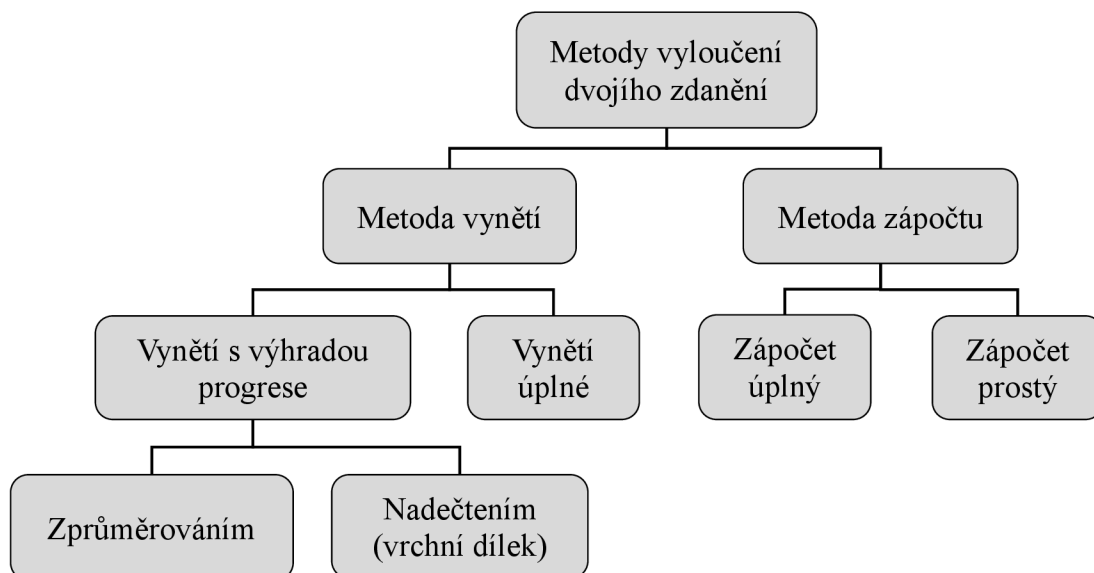 Metody vyloučení
dvojího zdanění
Metoda vynětí
Metoda zápočtu
Vynětí s výhradou
progrese
Vynětí
úplné
Zápočet
úplný
Zápočet
prostý
Zprůměrováním
Nadečtením
(vrchní dílek)